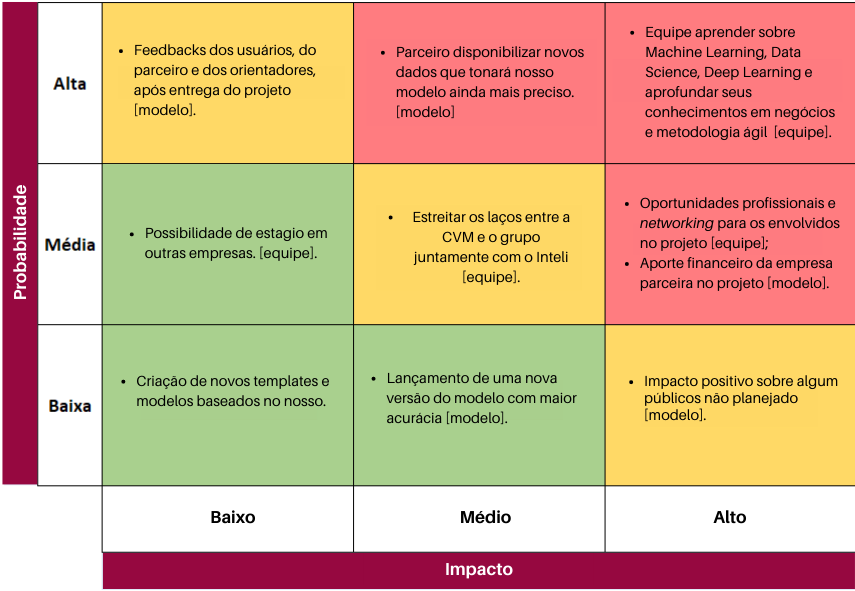 Probabilidade
Alta
• Feedbacks dos usuários, do
parceiro e dos orientadores,
após entrega do projeto
[modelo].
• Parceiro disponibilizar novos
dados que tonará nosso
modelo ainda mais preciso.
[modelo]
• Equipe aprender sobre
Machine Learning, Data
Science, Deep Learning e
aprofundar seus
conhecimentos em negócios
e metodologia ágil [equipe].
Média
• Possibilidade de estagio em
outras empresas. [equipe].
• Estreitar os laços entre a
CVM e o grupo
juntamente com o Inteli
[equipe].
• Oportunidades profissionais e
networking para os envolvidos
no projeto [equipe];
• Aporte financeiro da empresa
parceira no projeto [modelo].
Baixa
• Criação de novos templates e
modelos baseados no nosso.
• Lançamento de uma nova
versão do modelo com maior
acurácia [modelo].
• Impacto positivo sobre algum
públicos não planejado
[modelo].
Baixo
Médio
Alto
Impacto